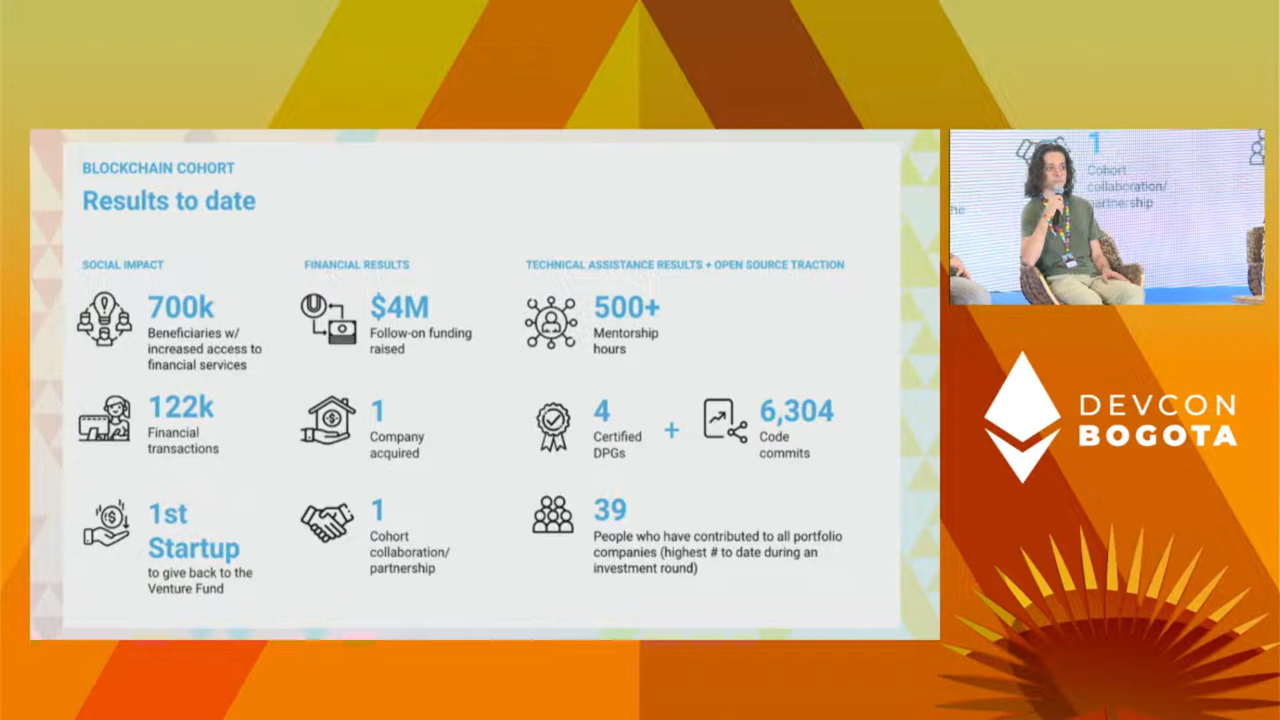 BLOCKCHAIN COHORT
Results to date
SOCIAL IMPACT
700k
Beneficiaries w/
increased access to
financial services
122k
Financial
transactions
1st
Startup
to give back to the
Venture Fund
FINANCIAL RESULTS
$4M
Follow-on funding
raised
1
Company
acquired
1
Cohort
collaboration/
partnership
TECHNICAL ASSISTANCE RESULTS + OPEN SOURCE TRACTION
500+
Mentorship
hours
4
Certified
DPGs
+
6,304
Code
commits
39
People who have contributed to all portfolio
companies (highest # to date during an
investment round)
1
Cohort
collaboration/
partnership
the
DEVCON
BOGOTA